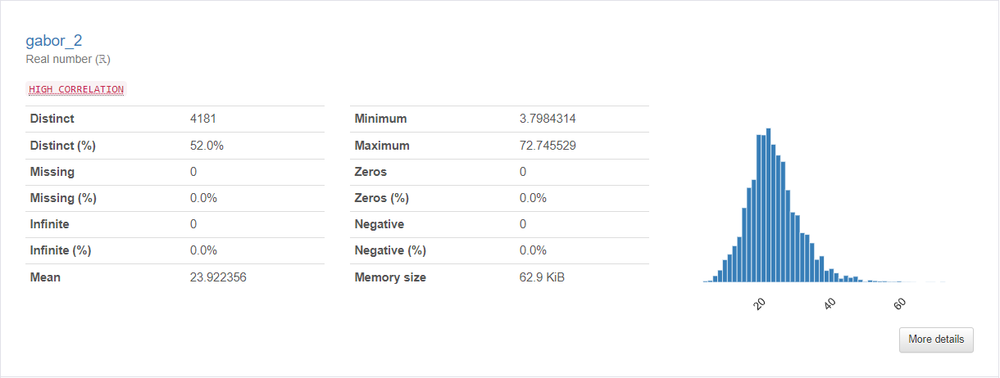 gabor_2
Real number (ℝ)
HIGH CORRELATION
Distinct 4181
Distinct (%) 52.0%
Missing 0
Missing (%) 0.0%
Infinite 0
Infinite (%) 0.0%
Mean 23.922356
Minimum 3.7984314
Maximum 72.745529
Zeros 0
Zeros (%) 0.0%
Negative 0
Negative (%) 0.0%
Memory size 62.9 KiB
20 40 60
More details